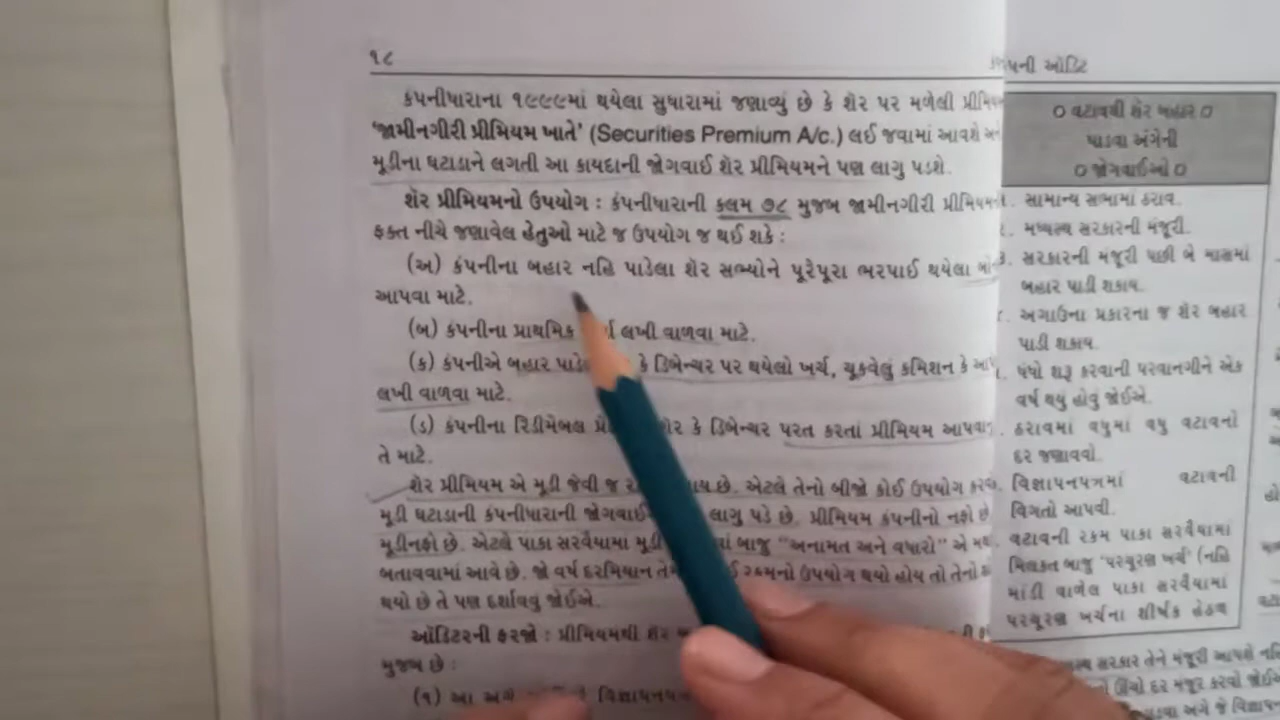 ૧૮
કંપનીધારાના ૧૯૯૯માં થયેલા સુધારામાં જણાવ્યું છે કે શૅર પર મળેલી
‘જામીનગીરી પ્રીમિયમ ખાતે’ (Securities Premium A/c.) લઈ જવામાં આવશે
મૂડીના ઘટાડાને લગતી આ કાયદાની જોગવાઈ શૅર પ્રીમિયમને પણ લાગુ પડશે.
શૅર પ્રીમિયમનો ઉપયોગ : કંપનીધારાની કલમ ૭૮ મુજબ જામીનગીરી
ફક્ત નીચે જણાવેલ હેતુઓ માટે જ ઉપયોગ જ થઈ શકે :
(અ) કંપનીના બહાર નહિ પાડેલા શૅર સભ્યોને પૂરેપૂરા ભરપાઈ થયેલા
આપવા માટે.
(બ) કંપનીના પ્રાથમિક લખી વાળવા માટે.
(ક) કંપનીએ બહાર કે ડિબેન્ચર પર થયેલો ખર્ચ, ચૂકવેલું કમિશન કે
લખી વાળવા માટે.
(ડ) કંપનીના રિડીમેબલ શૅર કે ડિબેન્ચર પરત કરતાં પ્રીમિયમ
તે માટે.
શૅર પ્રીમિયમ એ મૂડી જેવી જ છે. એટલે તેનો બીજો કોઈ ઉપયોગ
મૂડી ઘટાડાની કંપનીધારાની લાગુ પડે છે. પ્રીમિયમ કંપનીનો નફો
મૂડીનફો છે. એટલે પાકા સરવૈયામાં બાજુ “અનામત અને વધારો” એ
બતાવવામાં આવે છે. જો વર્ષ દરમિયાન રકમનો ઉપયોગ થયો હોય તો તેનો
થયો છે તે પણ દર્શાવવું જોઈએ.
ઑડિટરની ફરજો : પ્રીમિયમથી શૅર
મુજબ છે :
(૧) આ અંગે
ઑડિટ
૦ વટાવથી શૅર બહાર ૦
પાડવા અંગેની
૦ જોગવાઈઓ ૦
સામાન્ય સભામાં ઠરાવ.
મધ્યસ્થ સરકારની મંજૂરી.
સરકારની મંજૂરી પછી બે માસમાં
બહાર પાડી શકાય.
અગાઉના પ્રકારના જ શૅર બહાર
પાડી શકાય.
ધંધો શરૂ કરવાની પરવાનગીને એક
વર્ષ થયું હોવું જોઈએ.
ઠરાવમાં વધુમાં વધુ વટાવનો
દર જણાવવો.
વિજ્ઞાપનપત્રમાં વટાવની
વિગતો આપવી.
વટાવની રકમ પાકા સરવૈયામાં
મિલકત બાજુ ‘પરચૂરણ ખર્ચ’ (નહિ
માંડી વાળેલ પાકા સરવૈયામાં
પરચૂરણ ખર્ચના શીર્ષક હેઠળ
સરકાર તેને મંજૂરી આપશે
ઊંચો દર મંજૂર કરવો
અંગે જે